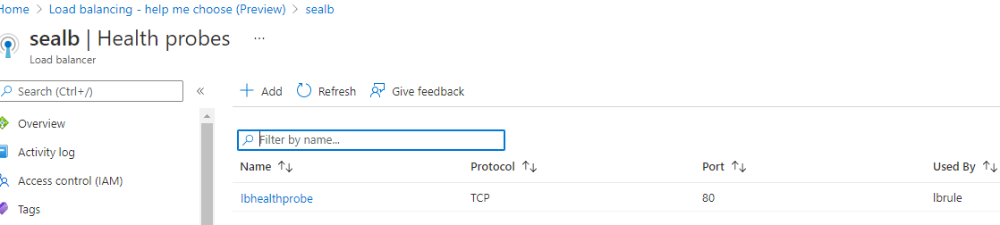 Home > Load balancing - help me choose (Preview) > sealb
sealb | Health probes ...
Load balancer
Search (Ctrl+/) «
+ Add Refresh Give feedback
Overview
Activity log
Access control (IAM)
Tags
Filter by name...
Name ↑↓ Protocol ↑↓ Port ↑↓ Used By ↑↓
lbhealthprobe TCP 80 lbrule